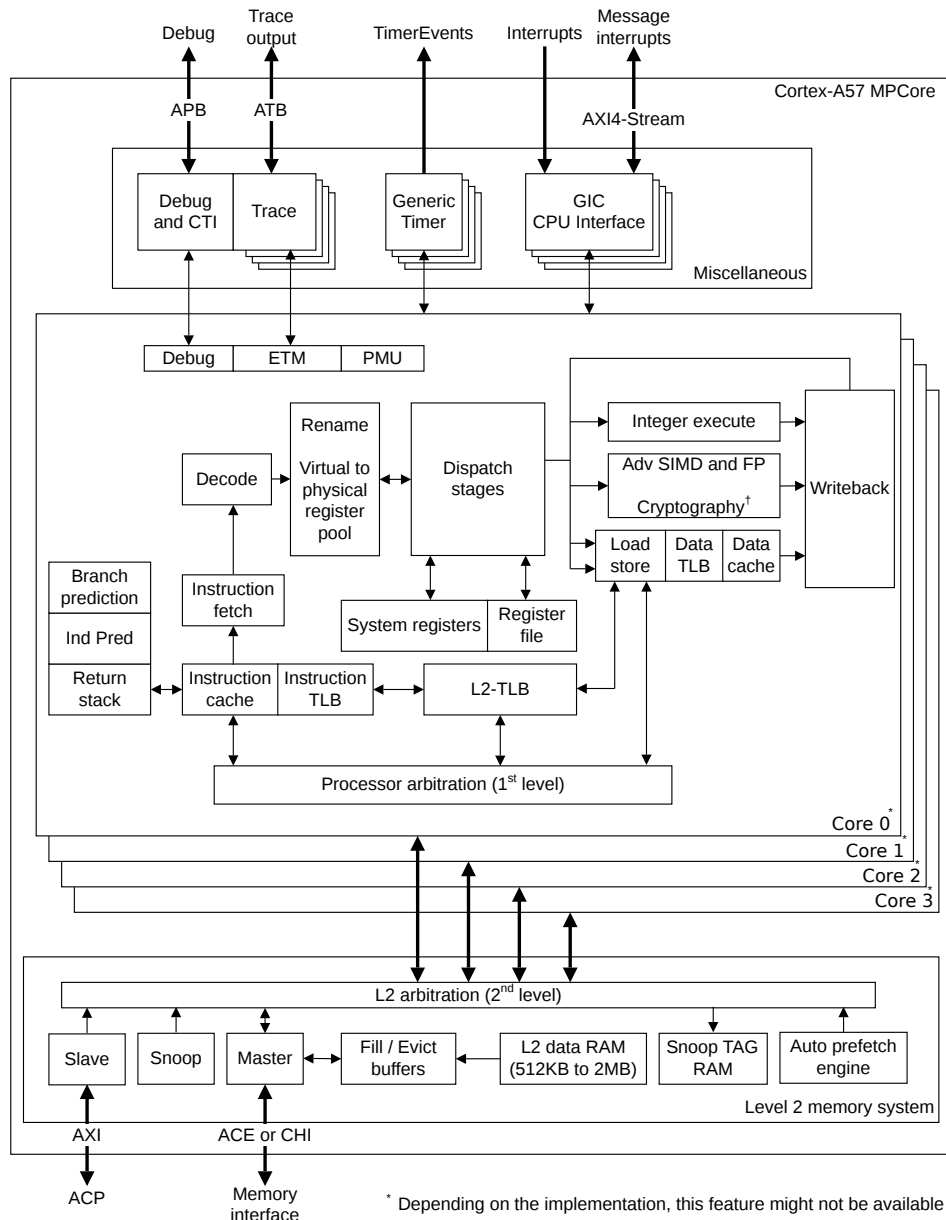 Debug
Trace
output
TimerEvents
Interrupts
Message
interrupts
Cortex-A57 MPCore
APB
ATB
AXI4-Stream
Debug
and CTI
Trace
Generic
Timer
GIC
CPU Interface
Miscellaneous
Debug
ETM
PMU
Rename
Virtual to
physical
register
pool
Decode
Dispatch
stages
Integer execute
Adv SIMD and FP
Cryptography†
Writeback
Load
store
Data
TLB
Data
cache
Branch
prediction
Ind Pred
Return
stack
Instruction
fetch
System registers
Register
file
Instruction
cache
Instruction
TLB
L2-TLB
Processor arbitration (1st level)
Core 0*
Core 1*
Core 2*
Core 3*
L2 arbitration (2nd level)
Slave
Snoop
Master
Fill / Evict
buffers
L2 data RAM
(512KB to 2MB)
Snoop TAG
RAM
Auto prefetch
engine
Level 2 memory system
AXI
ACE or CHI
ACP
Memory
interface
* Depending on the implementation, this feature might not be available